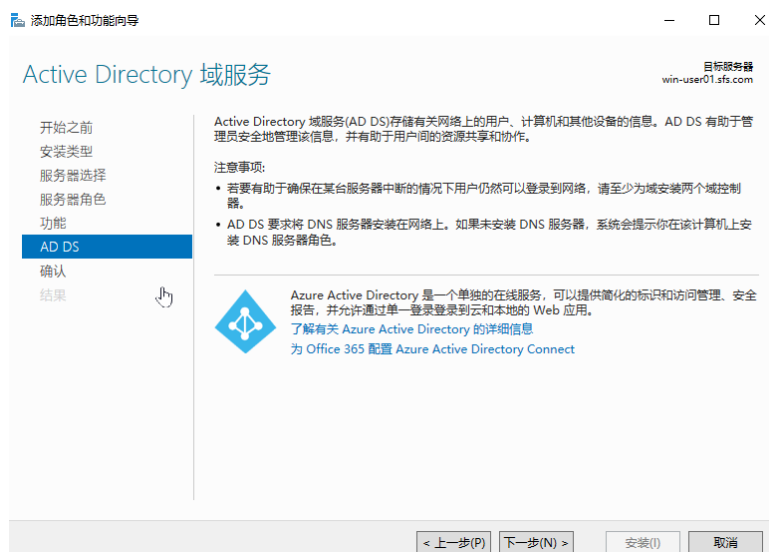 添加角色和功能向导
Active Directory 域服务
目标服务器
win-user01.sfs.com
开始之前
安装类型
服务器选择
服务器角色
功能
AD DS
确认
结果
Active Directory 域服务(AD DS)存储有关网络上的用户、计算机和其他设备的信息。AD DS 有助于管
理员安全地管理该信息，并有助于用户间的资源共享和协作。
注意事项:
• 若要有助于确保在某台服务器中断的情况下用户仍然可以登录到网络，请至少为域安装两个域控制
器。
• AD DS 要求将 DNS 服务器安装在网络上。如果未安装 DNS 服务器，系统会提示你在该计算机上安
装 DNS 服务器角色。
Azure Active Directory 是一个单独的在线服务，可以提供简化的标识和访问管理、安全
报告，并允许通过单一登录登录到云和本地的 Web 应用。
了解有关 Azure Active Directory 的详细信息
为 Office 365 配置 Azure Active Directory Connect
< 上一步(P) 下一步(N) > 安装(I) 取消